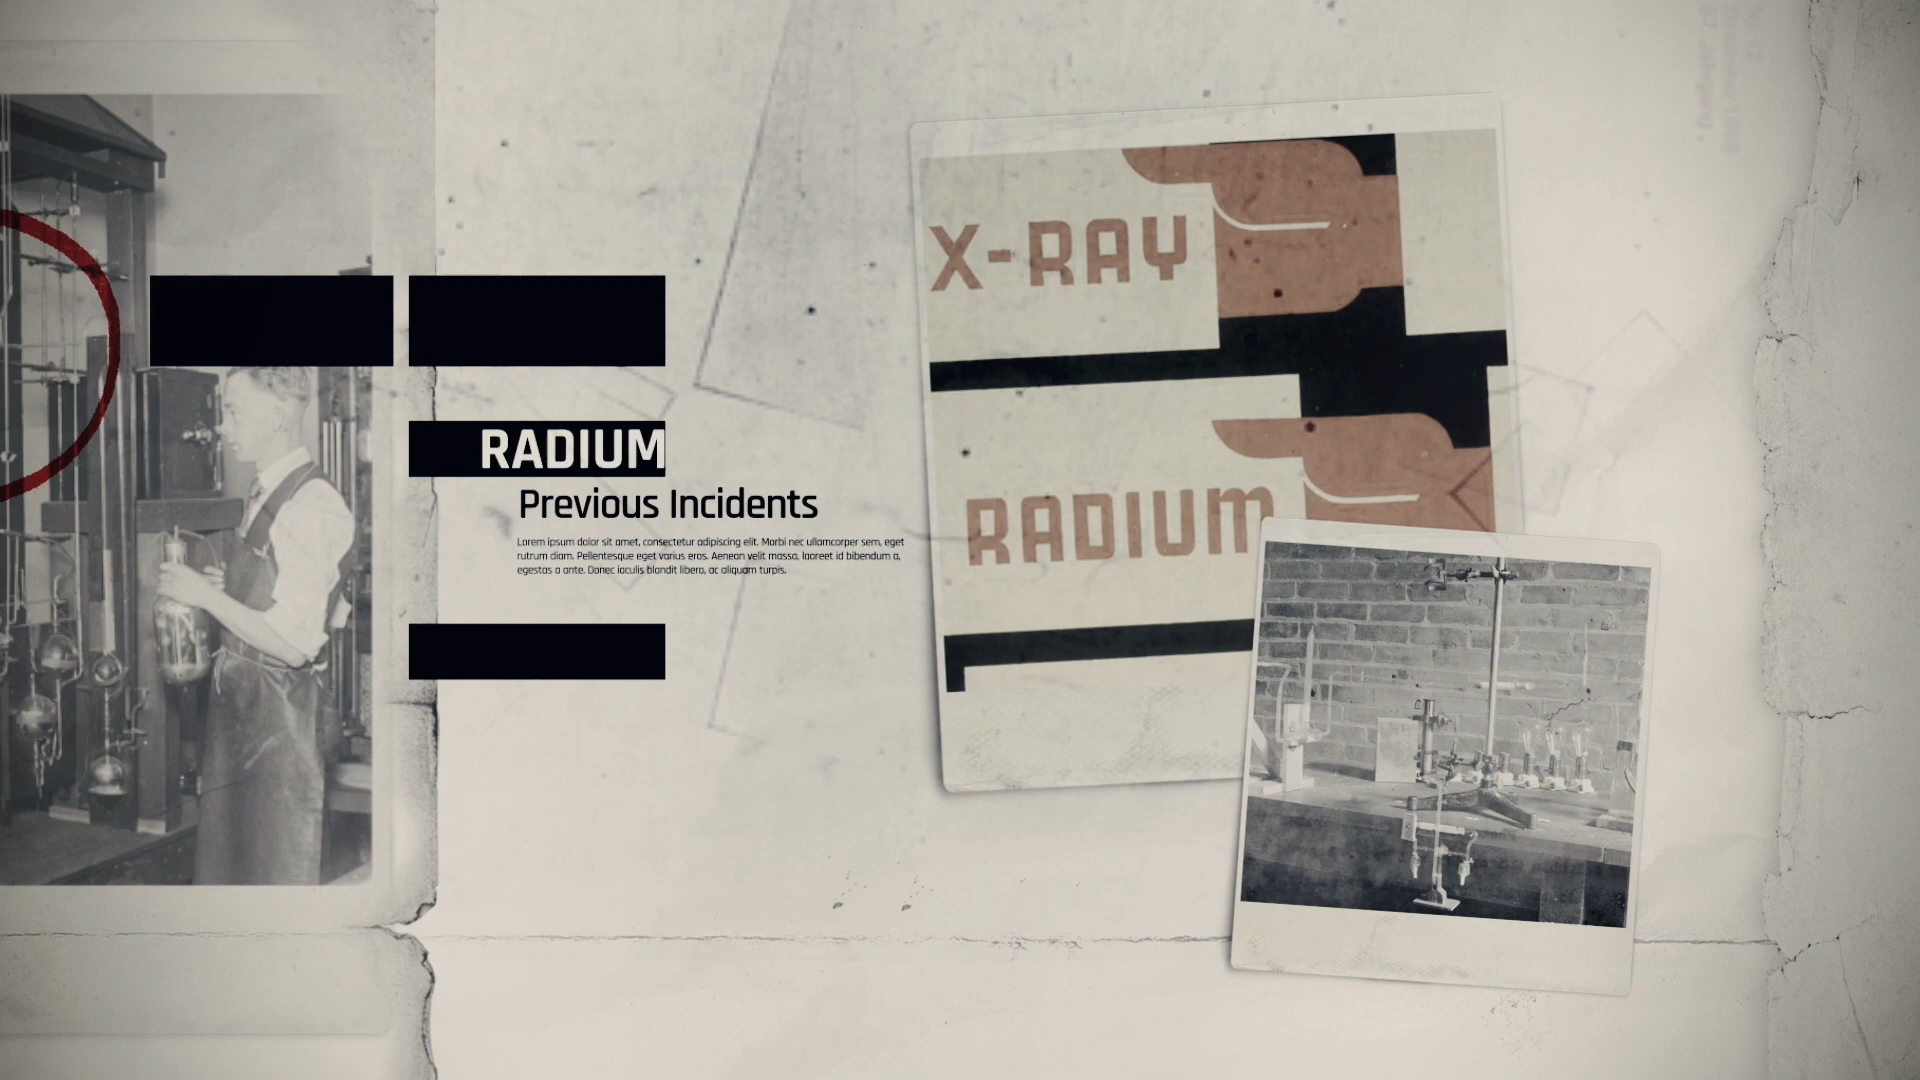 RADIUM
Previous Incidents
Lorem ipsum dolor sit amet, consectetur adipiscing elit. Morbi nec ullamcorper sem, eget
rutrum diam. Pellentesque eget varius eros. Aenean velit massa, laoreet id bibendum a,
egestas a ante. Donec iaculis blandit libero, ac aliquam turpis.
X-RAY
RADIUM